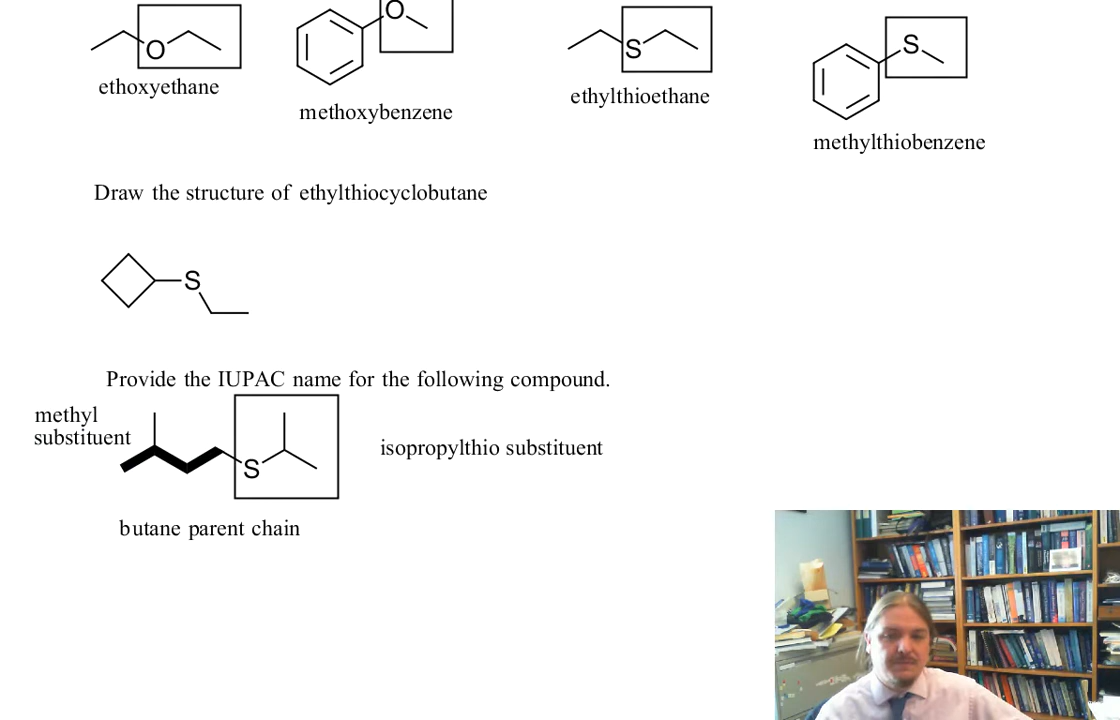 O
O
S
S
ethoxyethane
methoxybenzene
ethylthioethane
methylthiobenzene
Draw the structure of ethylthiocyclobutane
S
Provide the IUPAC name for the following compound.
methyl
substituent
S
isopropylthio substituent
butane parent chain